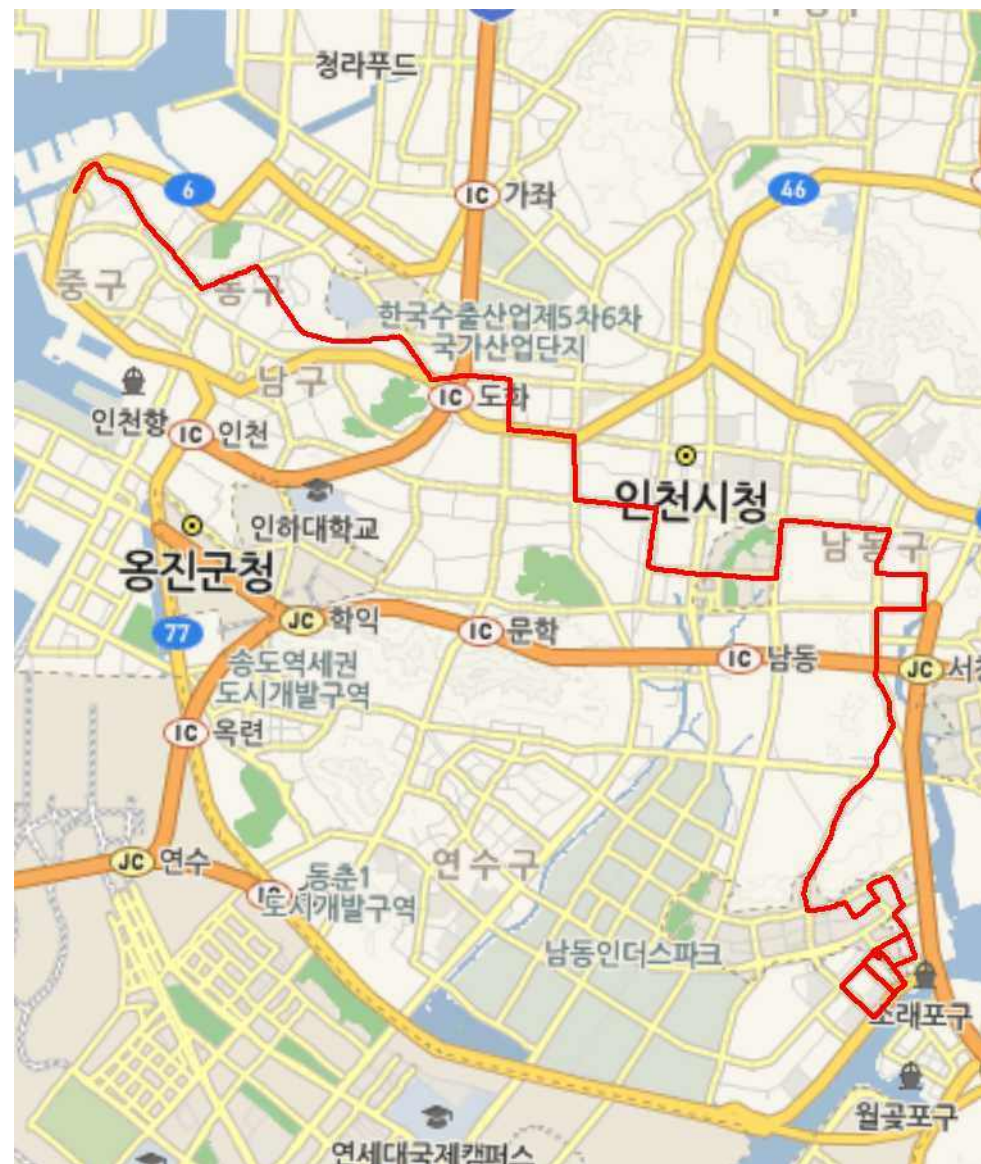 청라푸드
IC 가좌
6
46
중구
동구
한국수출산업제5차6차
국가산업단지
남구
IC 도화
인천항
IC 인천
인천시청
인하대학교
남동구
옹진군청
JC 학익
IC 문학
77
IC 남동
JC 서창
송도역세권
도시개발구역
IC 옥련
JC 연수
IC
동춘1
도시개발구역
연수구
남동인더스파크
소래포구
월곶포구
연세대국제캠퍼스